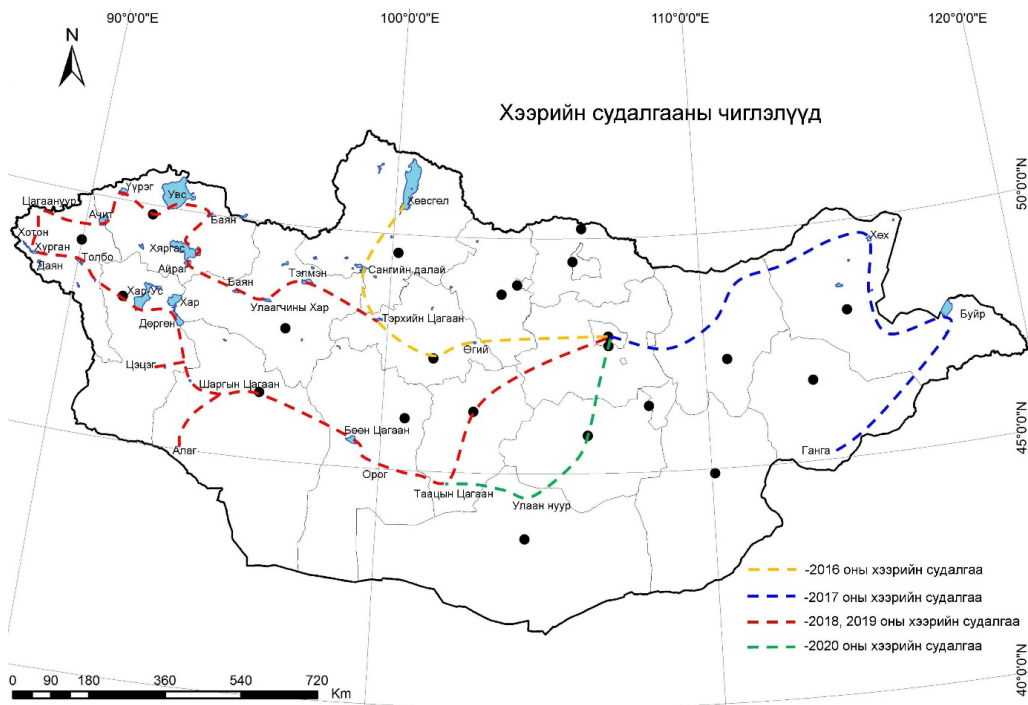 90°0'0"E
100°0'0"E
110°0'0"E
120°0'0"E
N
Хээрийн судалгааны чиглэлүүд
50°0'0"N
Үүрэг
Увс
Хөвсгөл
Цагааннуур
Ачит
Баян
Хөх
Хотон
Хурган
Хяргас
Даян
Толбо
Айраг
Тэлмэн
Сангийн далай
Хар-Ус
Хар
Баян
Улаагчины Хар
Тэрхийн Цагаан
Буйр
Дөргөн
Өгий
Цэцэг
Шаргын Цагаан
Бөөн Цагаан
Алаг
Ганга
45°0'0"N
Орог
Таацын Цагаан
Улаан нуур
-2016 оны хээрийн судалгаа
-2017 оны хээрийн судалгаа
-2018, 2019 оны хээрийн судалгаа
-2020 оны хээрийн судалгаа
40°0'0"N
0 90 180 360 540 720
Km